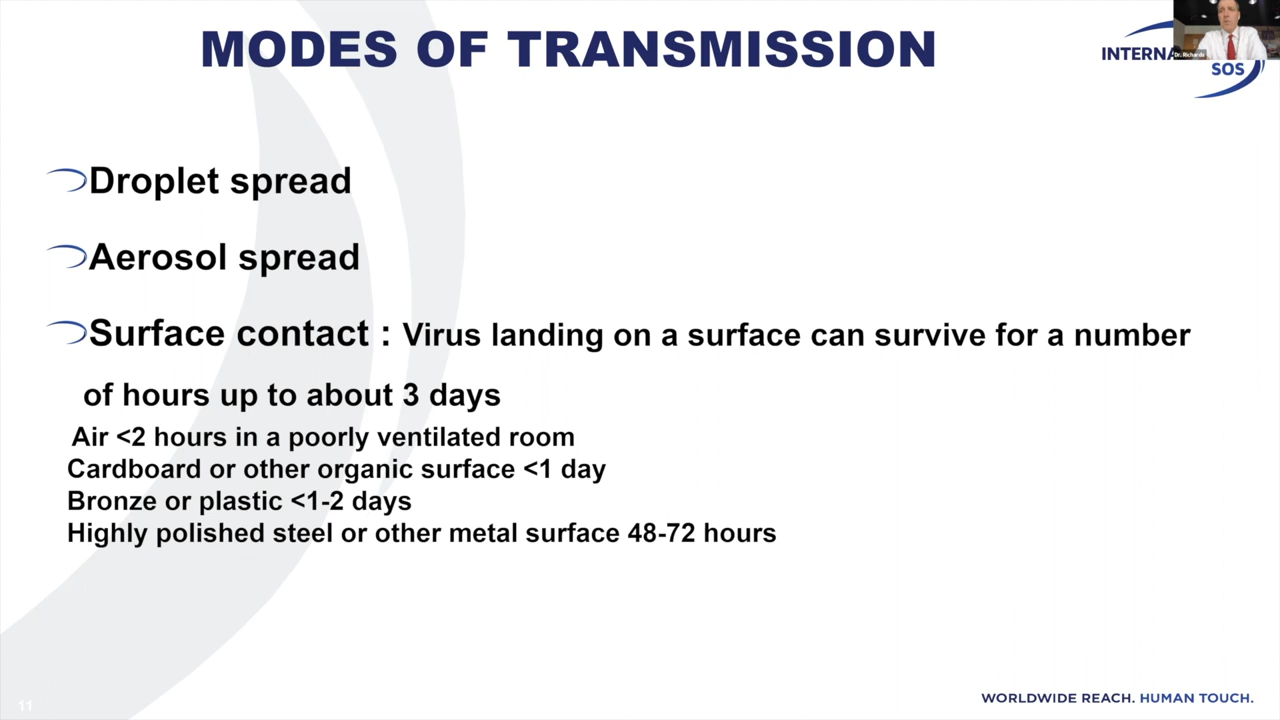 MODES OF TRANSMISSION
INTERNA
SOS
Dr. Richards
Droplet spread
Aerosol spread
Surface contact : Virus landing on a surface can survive for a number
of hours up to about 3 days
Air <2 hours in a poorly ventilated room
Cardboard or other organic surface <1 day
Bronze or plastic <1-2 days
Highly polished steel or other metal surface 48-72 hours
11
WORLDWIDE REACH. HUMAN TOUCH.